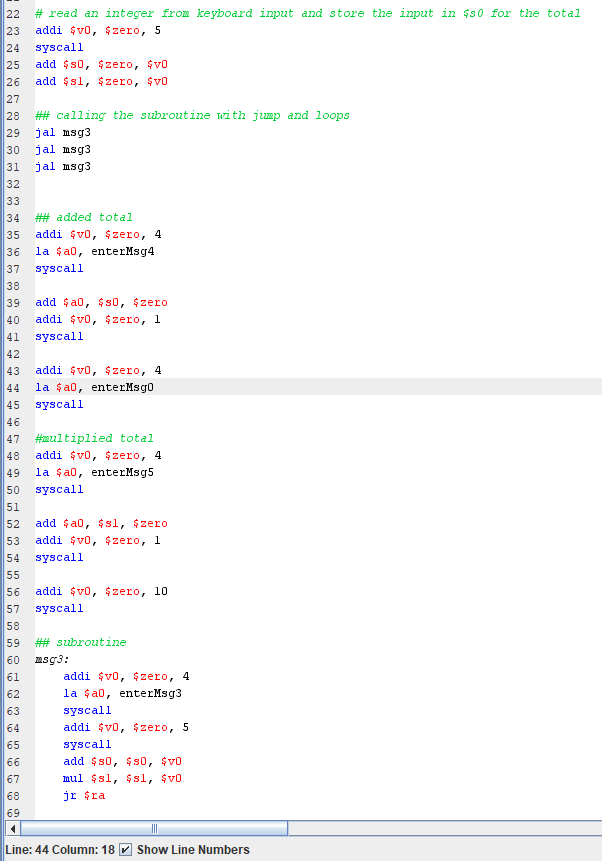 22 # read an integer from keyboard input and store the input in $s0 for the total
23 addi $v0, $zero, 5
24 syscall
25 add $s0, $zero, $v0
26 add $s1, $zero, $v0
27
28 ## calling the subroutine with jump and loops
29 jal msg3
30 jal msg3
31 jal msg3
32
33
34 ## added total
35 addi $v0, $zero, 4
36 la $a0, enterMsg4
37 syscall
38
39 add $a0, $s0, $zero
40 addi $v0, $zero, 1
41 syscall
42
43 addi $v0, $zero, 4
44 la $a0, enterMsg0
45 syscall
46
47 #multiplied total
48 addi $v0, $zero, 4
49 la $a0, enterMsg5
50 syscall
51
52 add $a0, $s1, $zero
53 addi $v0, $zero, 1
54 syscall
55
56 addi $v0, $zero, 10
57 syscall
58
59 ## subroutine
60 msg3:
61 addi $v0, $zero, 4
62 la $a0, enterMsg3
63 syscall
64 addi $v0, $zero, 5
65 syscall
66 add $s0, $s0, $v0
67 mul $s1, $s1, $v0
68 jr $ra
69
Line: 44 Column: 18 Show Line Numbers